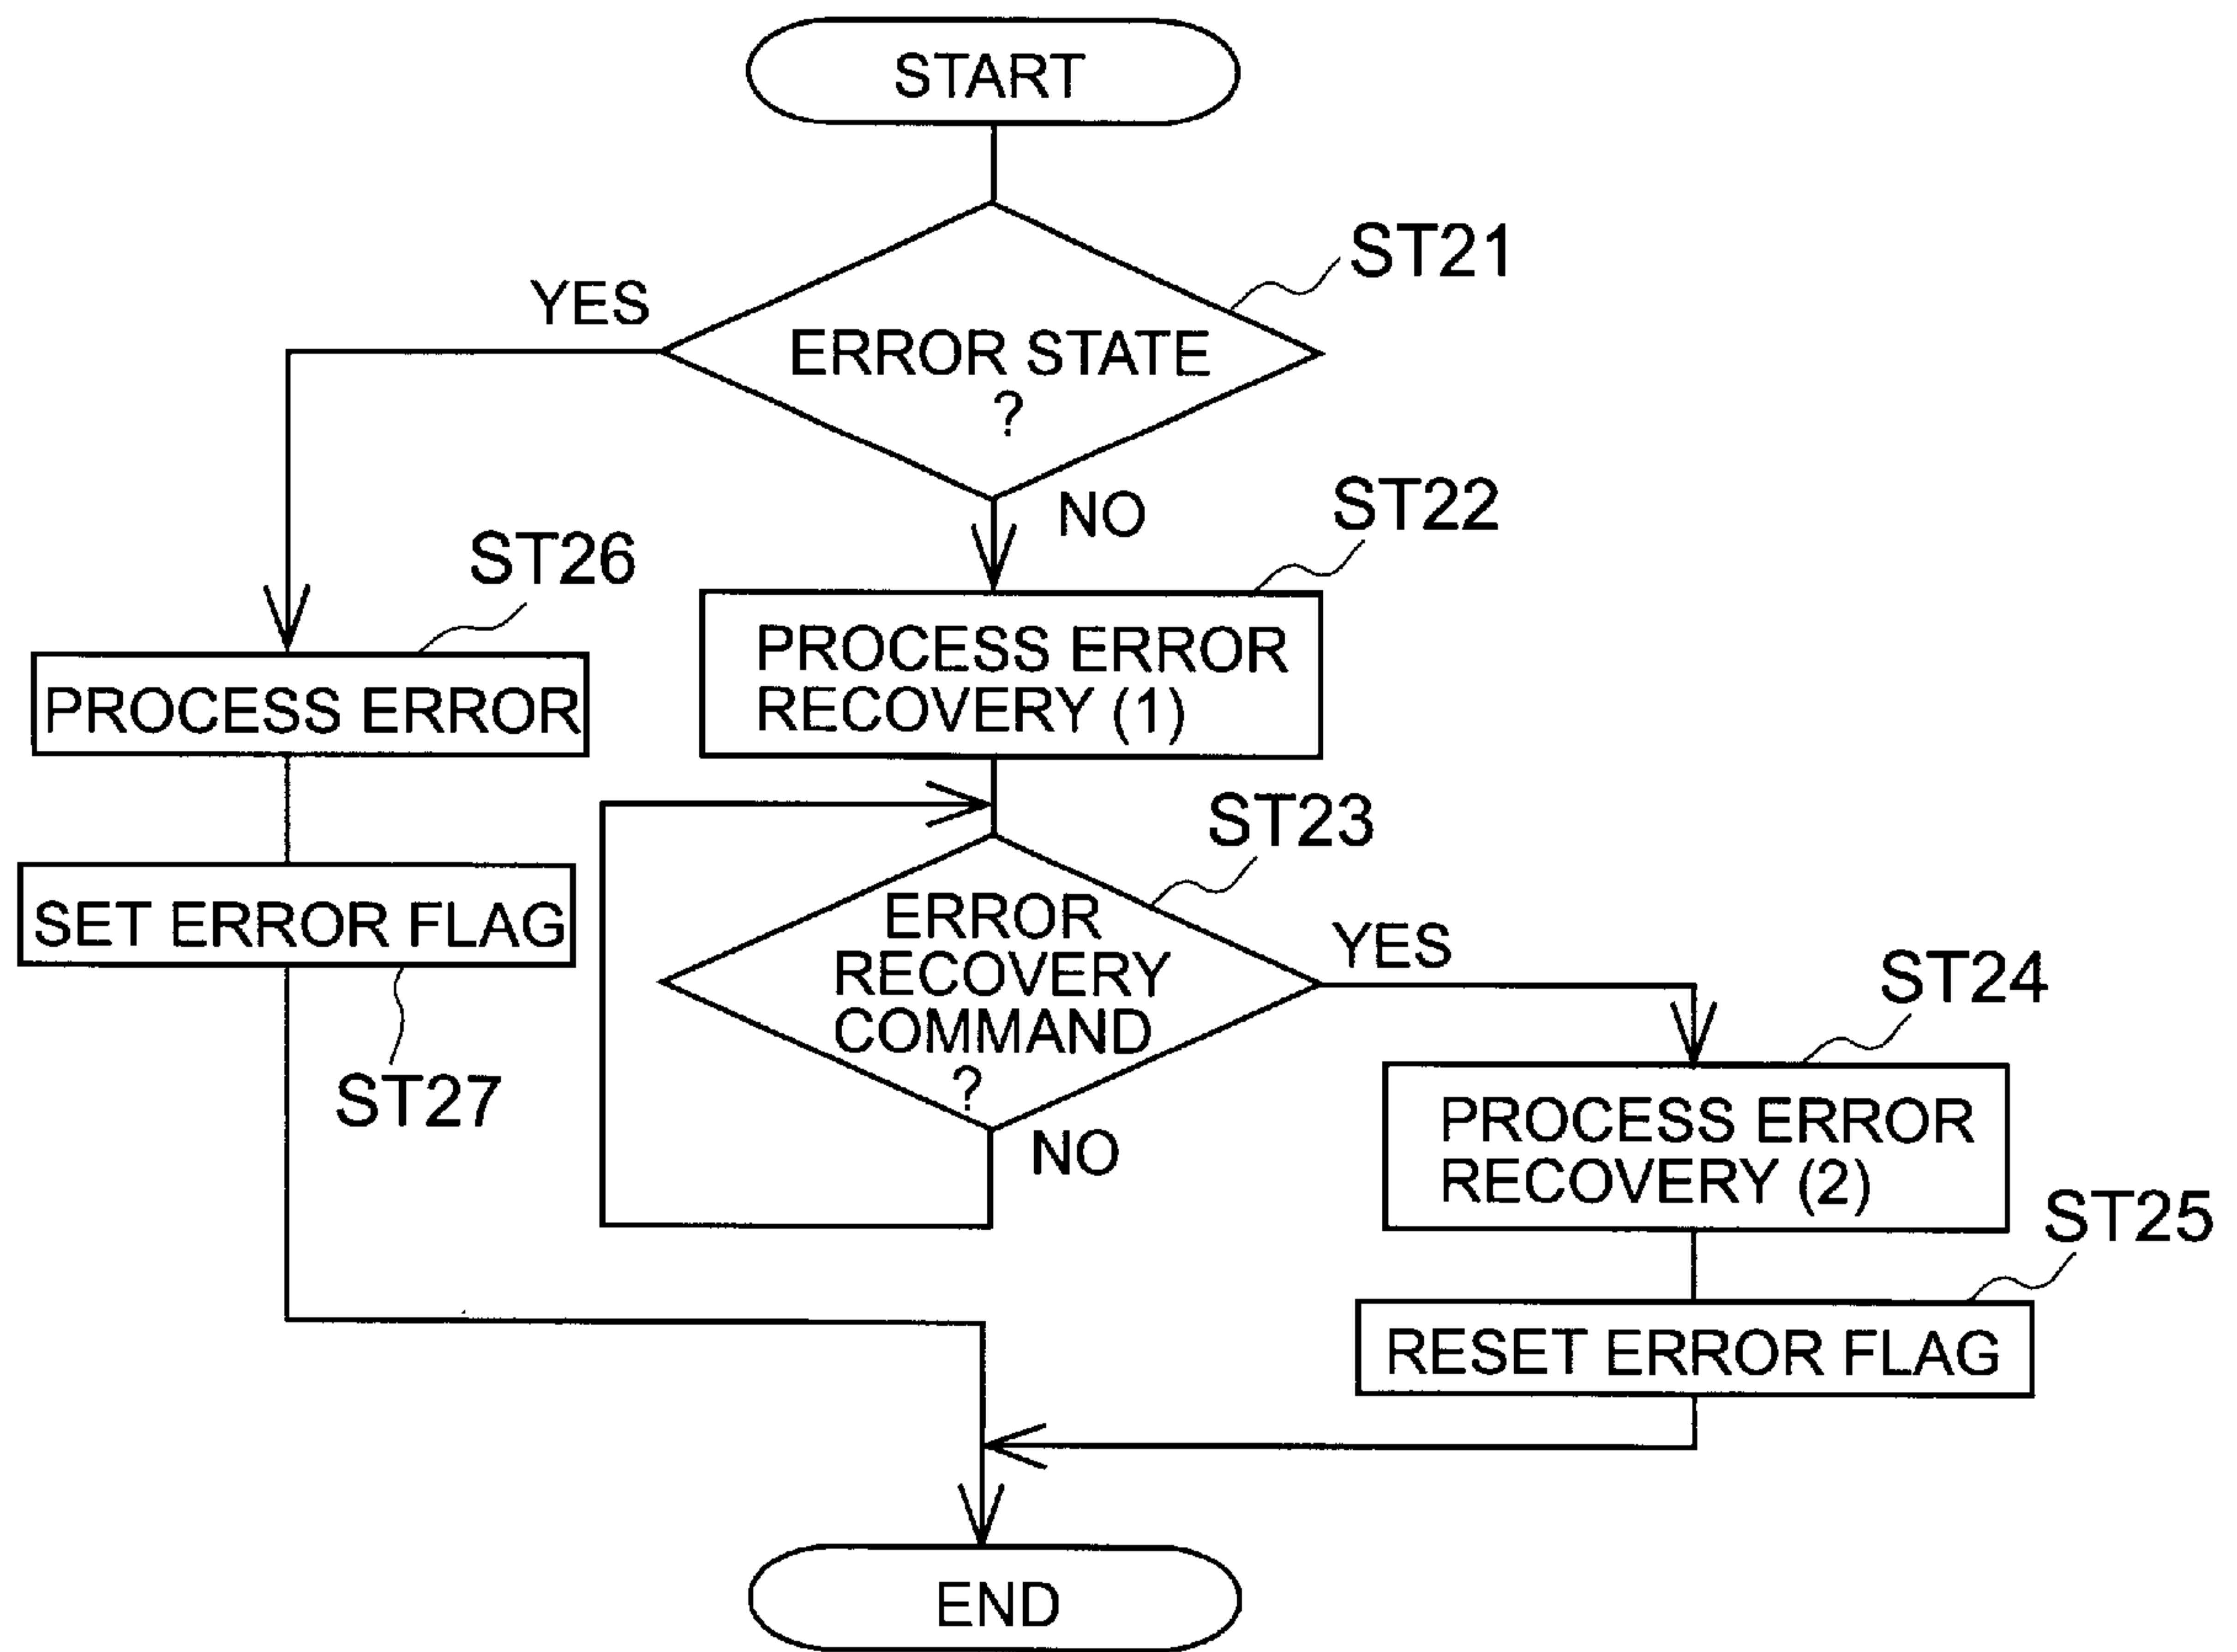 START
ST21
YES
ERROR STATE
?
NO
ST22
ST26
PROCESS ERROR
RECOVERY (1)
PROCESS ERROR
ST23
SET ERROR FLAG
ERROR
RECOVERY
COMMAND
?
YES
ST24
ST27
NO
PROCESS ERROR
RECOVERY (2)
ST25
RESET ERROR FLAG
END